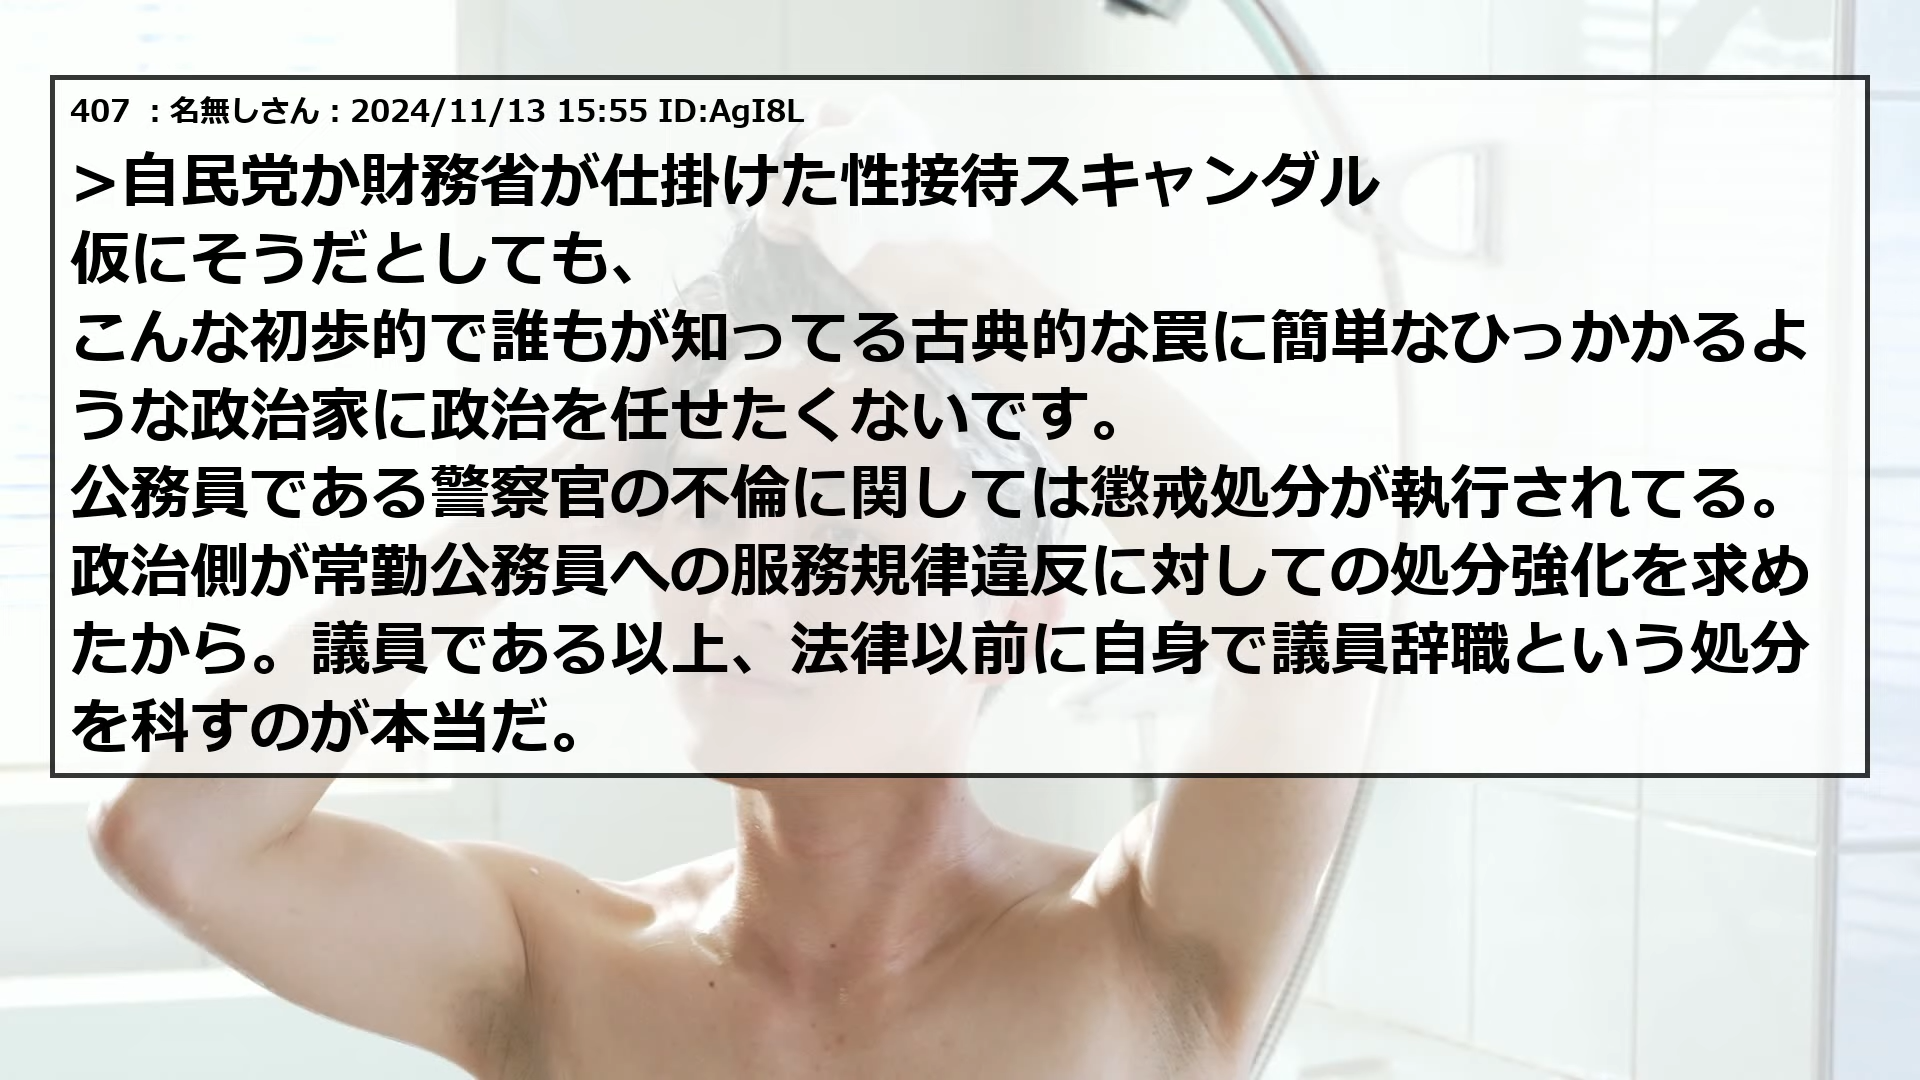 407 ：名無しさん：2024/11/13 15:55 ID:AgI8L
>自民党か財務省が仕掛けた性接待スキャンダル
仮にそうだとしても、
こんな初歩的で誰もが知ってる古典的な罠に簡単なひっかかるよ
うな政治家に政治を任せたくないです。
公務員である警察官の不倫に関しては懲戒処分が執行されてる。
政治側が常勤公務員への服務規律違反に対しての処分強化を求め
たから。議員である以上、法律以前に自身で議員辞職という処分
を科すのが本当だ。